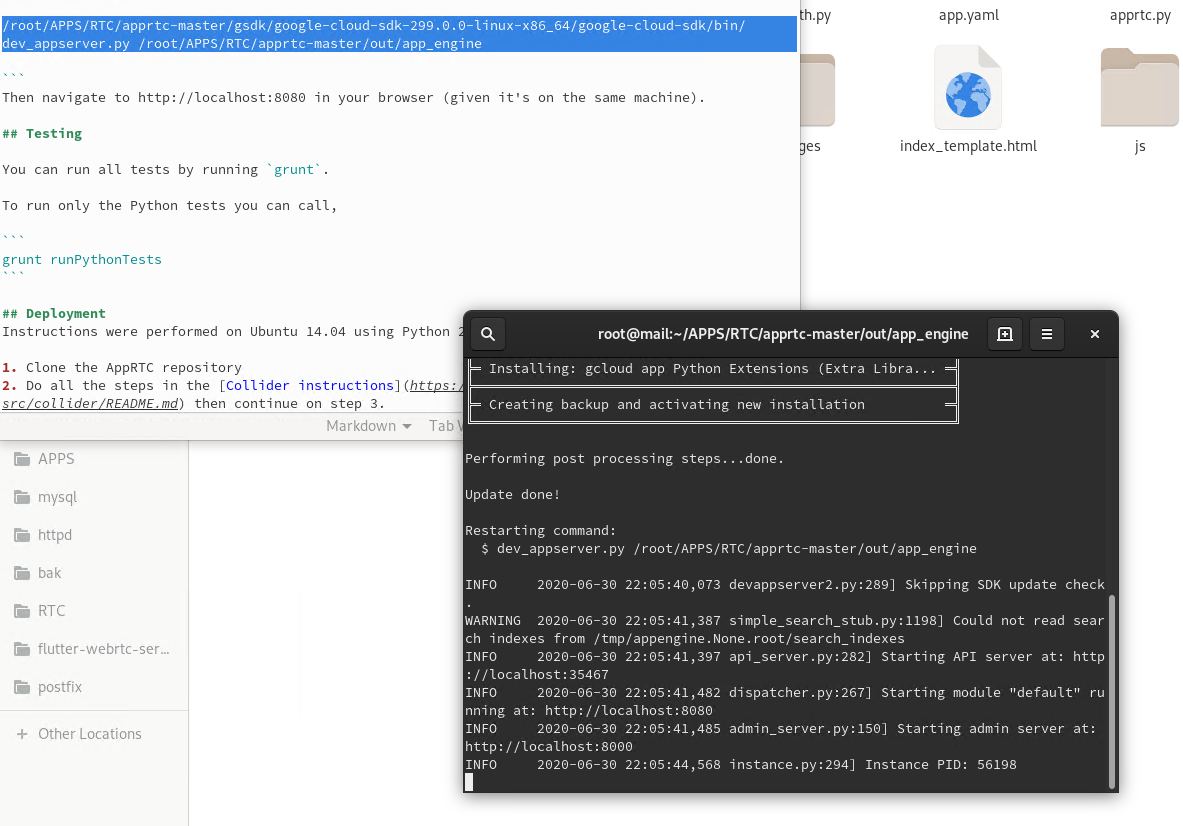 /root/APPS/RTC/apprtc-master/gsdk/google-cloud-sdk-299.0.0-linux-x86_64/google-cloud-sdk/bin/
dev_appserver.py /root/APPS/RTC/apprtc-master/out/app_engine
```
Then navigate to http://localhost:8080 in your browser (given it's on the same machine).
## Testing
You can run all tests by running `grunt`.
To run only the Python tests you can call,
```
grunt runPythonTests
```
## Deployment
Instructions were performed on Ubuntu 14.04 using Python 2
1. Clone the AppRTC repository
2. Do all the steps in the [Collider instructions](https:/
src/collider/README.md) then continue on step 3.
Markdown Tab W
th.py
app.yaml
apprtc.py
ges
index_template.html
js
APPS
mysql
httpd
bak
RTC
flutter-webrtc-ser...
postfix
+ Other Locations
root@mail:~/APPS/RTC/apprtc-master/out/app_engine
Installing: gcloud app Python Extensions (Extra Libra...
Creating backup and activating new installation
Performing post processing steps...done.
Update done!
Restarting command:
$ dev_appserver.py /root/APPS/RTC/apprtc-master/out/app_engine
INFO 2020-06-30 22:05:40,073 devappserver2.py:289] Skipping SDK update check
.
WARNING 2020-06-30 22:05:41,387 simple_search_stub.py:1198] Could not read sear
ch indexes from /tmp/appengine.None.root/search_indexes
INFO 2020-06-30 22:05:41,397 api_server.py:282] Starting API server at: http
://localhost:35467
INFO 2020-06-30 22:05:41,482 dispatcher.py:267] Starting module "default" ru
nning at: http://localhost:8080
INFO 2020-06-30 22:05:41,485 admin_server.py:150] Starting admin server at:
http://localhost:8000
INFO 2020-06-30 22:05:44,568 instance.py:294] Instance PID: 56198